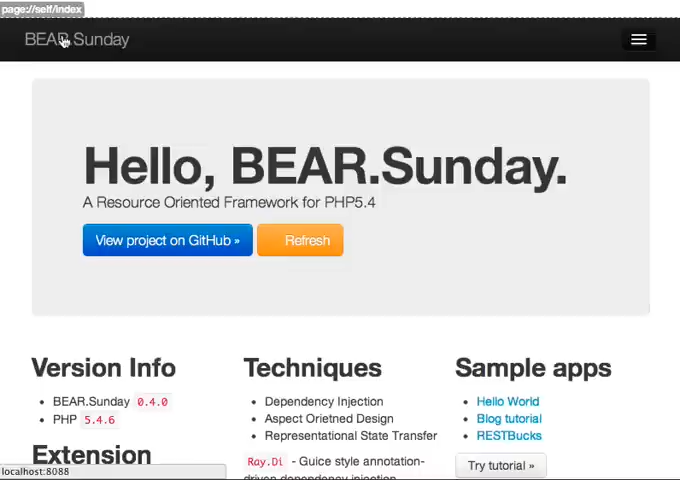 page://self/index
BEAR.Sunday
Hello, BEAR.Sunday.
A Resource Oriented Framework for PHP5.4
View project on GitHub »
Refresh
Version Info
• BEAR.Sunday 0.4.0
• PHP 5.4.6
Extension
Techniques
• Dependency Injection
• Aspect Orietned Design
• Representational State Transfer
Ray.Di - Guice style annotation-
driven dependency injection
Sample apps
• Hello World
• Blog tutorial
• RESTBucks
Try tutorial »
localhost:8088